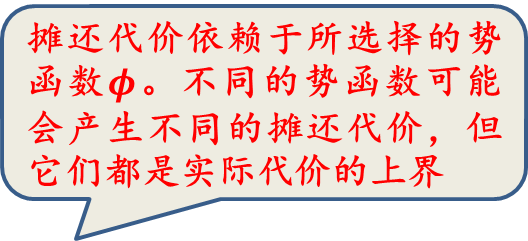 摊还代价依赖于所选择的势
函数ϕ。不同的势函数可能
会产生不同的摊还代价，但
它们都是实际代价的上界